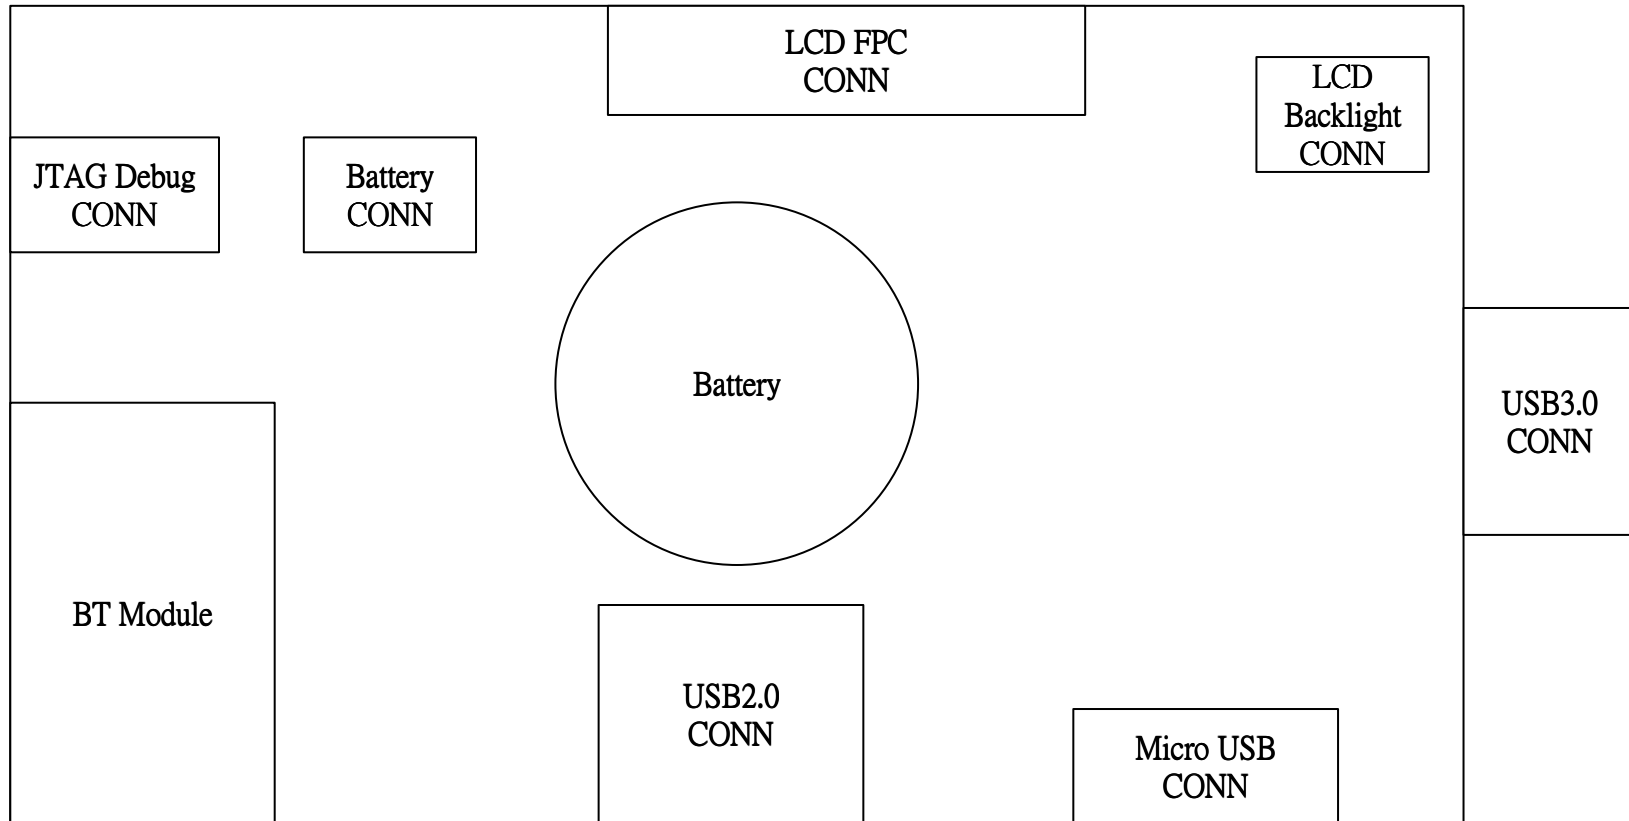 LCD FPC
CONN
LCD
Backlight
CONN
JTAG Debug
CONN
Battery
CONN
Battery
USB3.0
CONN
BT Module
USB2.0
CONN
Micro USB
CONN